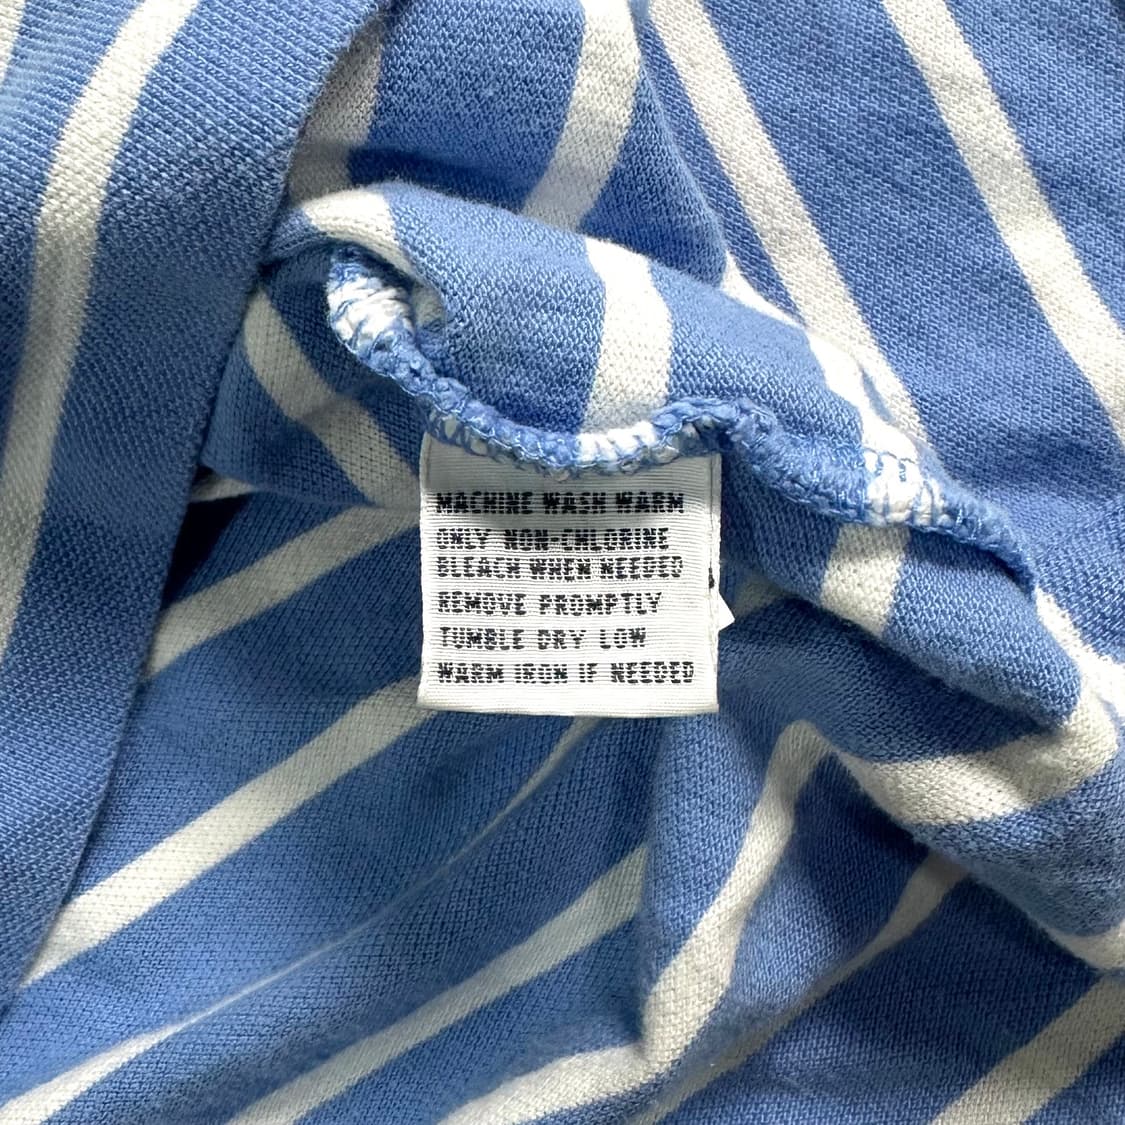 MACHINE WASH WARM
ONLY NON-CHLORINE
BLEACH WHEN NEEDED
REMOVE PROMPTLY
TUMBLE DRY LOW
WARM IRON IF NEEDED